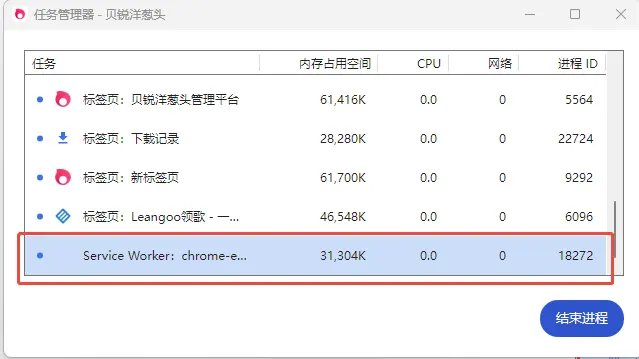 任务管理器 - 贝锐洋葱头
任务 内存占用空间 CPU 网络 进程 ID
标签页：贝锐洋葱头管理平台 61,416K 0.0 0 5564
标签页：下载记录 28,280K 0.0 0 22724
标签页：新标签页 61,700K 0.0 0 9292
标签页：Leangoo领歌 - 一... 46,548K 0.0 0 6096
Service Worker：chrome-e... 31,304K 0.0 0 18272
结束进程